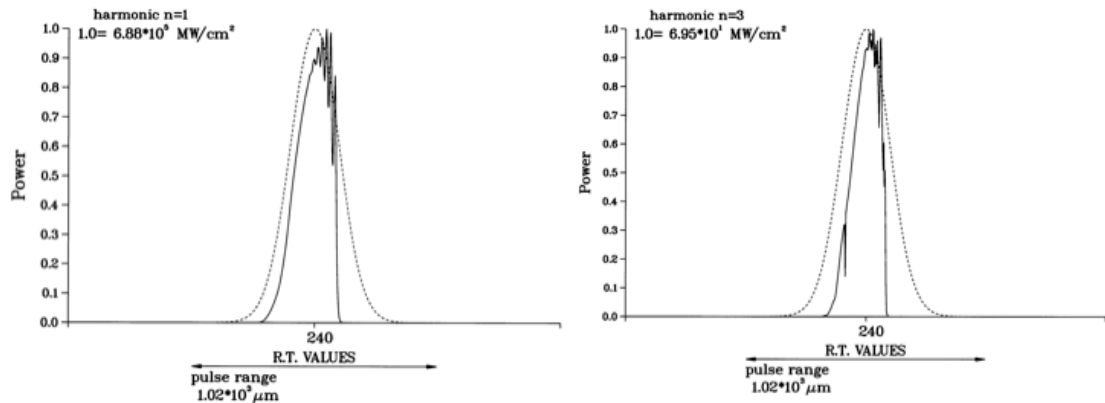 harmonic n=1
1.0= 6.88*10⁵ MW/cm²
1.0
0.9
0.8
0.7
0.6
0.5
0.4
0.3
0.2
0.1
0.0
Power
240
R.T. VALUES
pulse range
1.02*10³ μm
harmonic n=3
1.0= 6.95*10¹ MW/cm²
1.0
0.9
0.8
0.7
0.6
0.5
0.4
0.3
0.2
0.1
0.0
Power
240
R.T. VALUES
pulse range
1.02*10³ μm